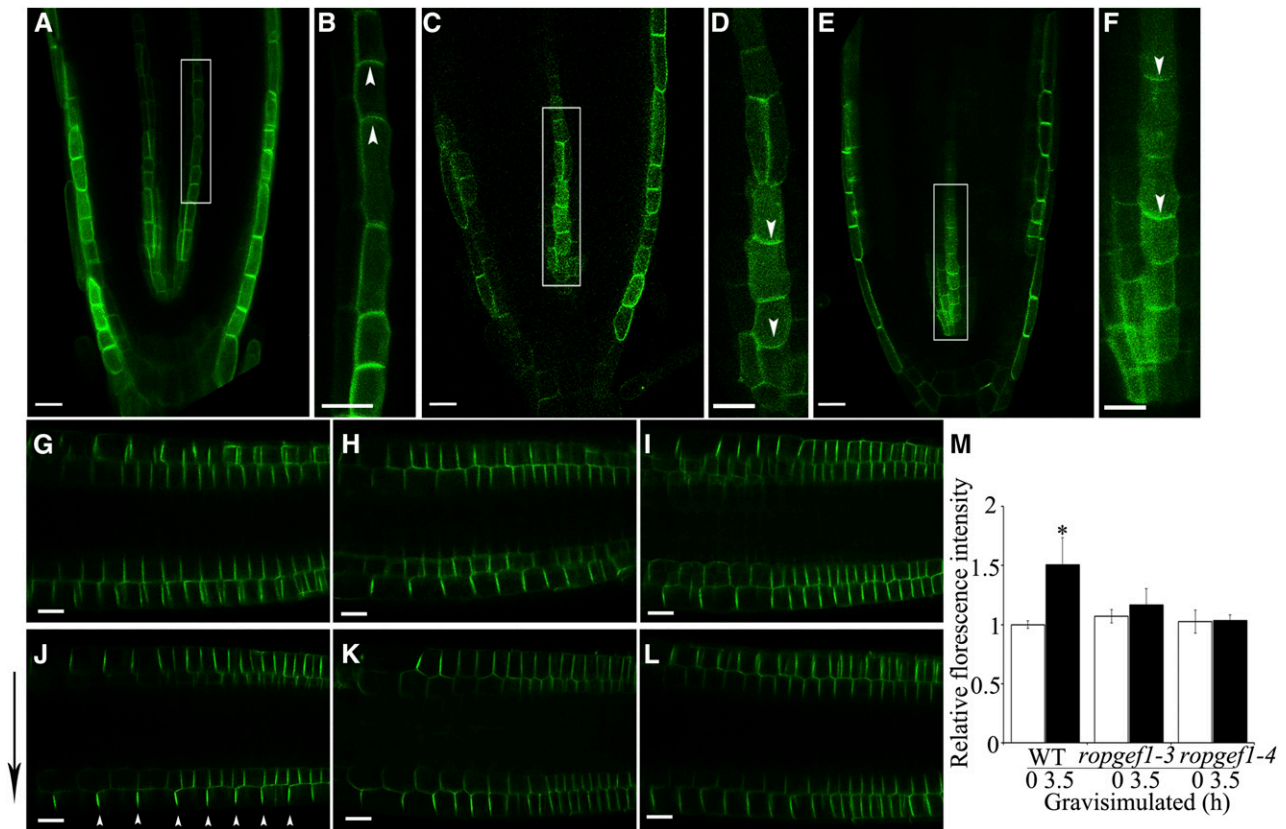 A
B
C
D
E
F
G
H
I
J
K
L
M
Relative florescence intensity
2
1.5
1
0.5
0
*
WT ropgef1-3 ropgef1-4
0 3.5 0 3.5 0 3.5
Gravisimulated (h)